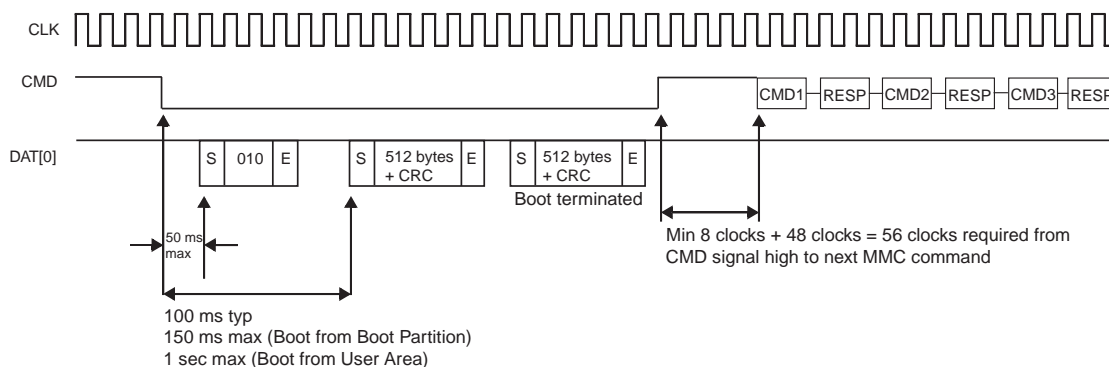 CLK
CMD
CMD1 RESP CMD2 RESP CMD3 RESP
DAT[0]
S 010 E
S 512 bytes + CRC E
S 512 bytes + CRC E
Boot terminated
50 ms
max
Min 8 clocks + 48 clocks = 56 clocks required from
CMD signal high to next MMC command
100 ms typ
150 ms max (Boot from Boot Partition)
1 sec max (Boot from User Area)